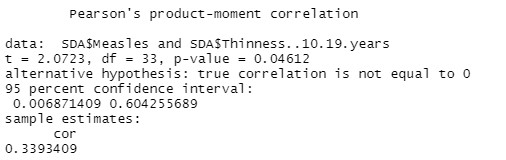 Pearson's product-moment correlation
data:  SDA$Measles and SDA$Thinness..10.19.years
t = 2.0723, df = 33, p-value = 0.04612
alternative hypothesis: true correlation is not equal to 0
95 percent confidence interval:
0.006871409 0.604255689
sample estimates:
cor
0.3393409